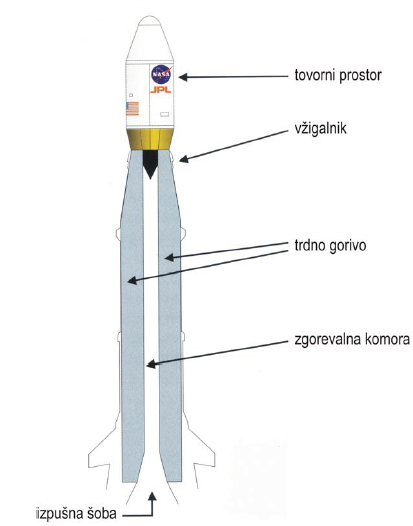 NASA
JPL
tovorni prostor
vžigalnik
trdno gorivo
zgorevalna komora
izpušna šoba